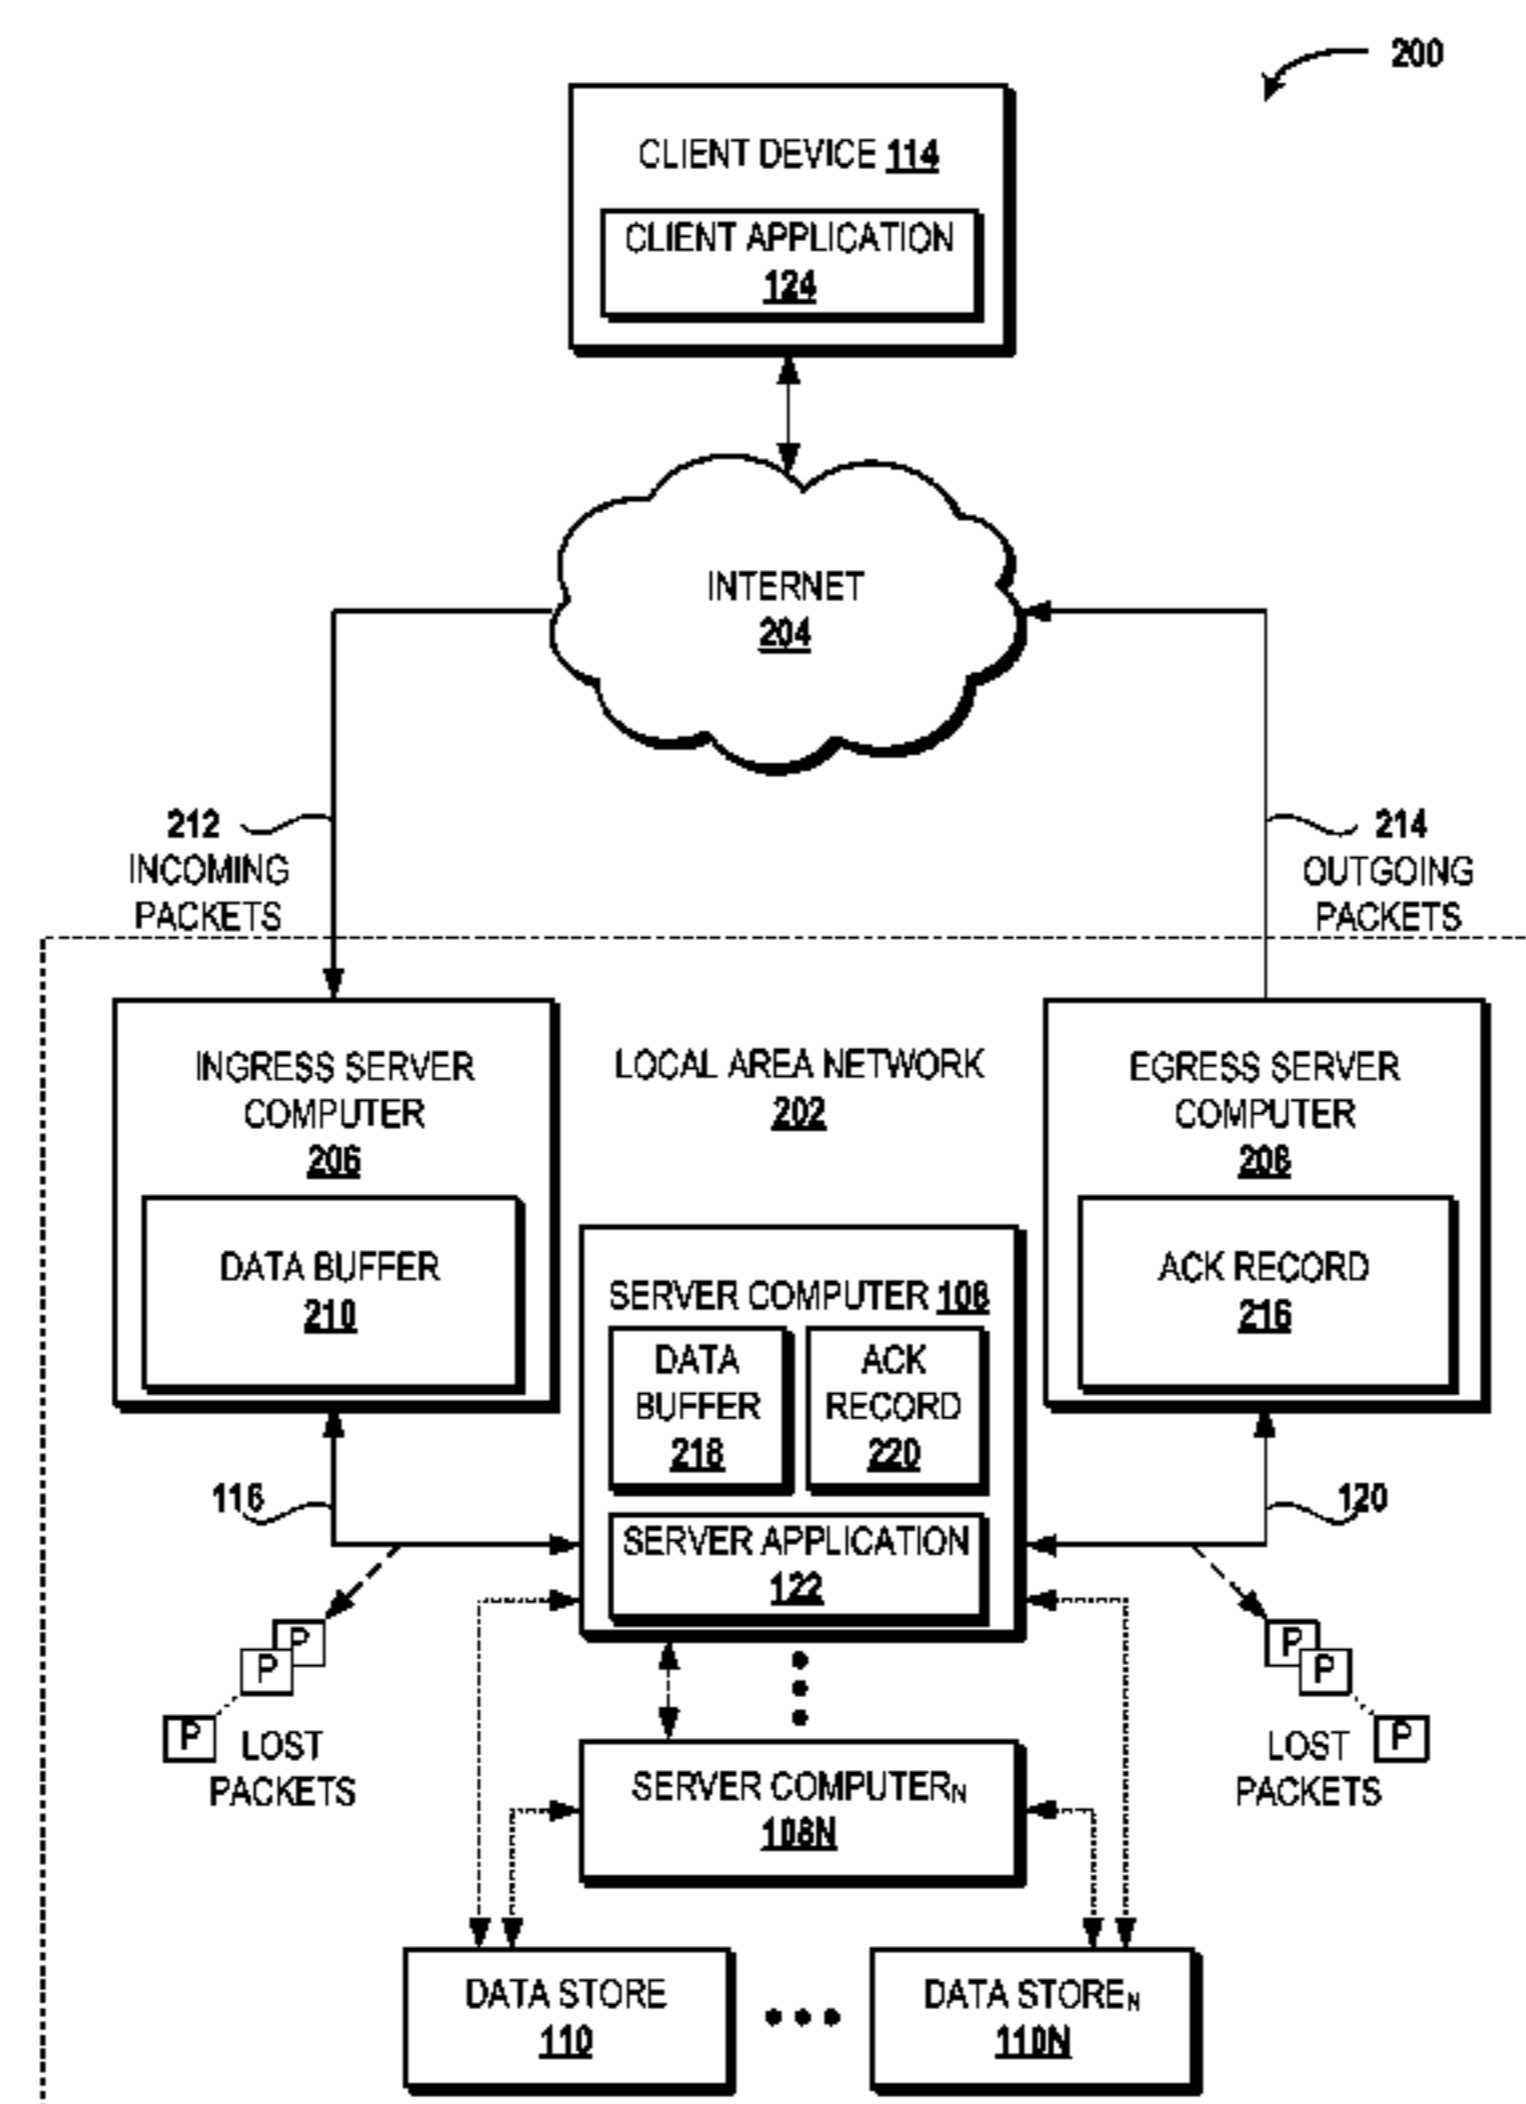 200
CLIENT DEVICE 114
CLIENT APPLICATION
124
INTERNET
204
212
INCOMING
PACKETS
214
OUTGOING
PACKETS
INGRESS SERVER
COMPUTER
206
DATA BUFFER
210
LOCAL AREA NETWORK
202
EGRESS SERVER
COMPUTER
208
ACK RECORD
216
SERVER COMPUTER 108
DATA
BUFFER
218
ACK
RECORD
220
SERVER APPLICATION
122
116
120
P
P
P
LOST
PACKETS
P
P
P
LOST
PACKETS
SERVER COMPUTERN
108N
DATA STORE
110
DATA STOREN
110N